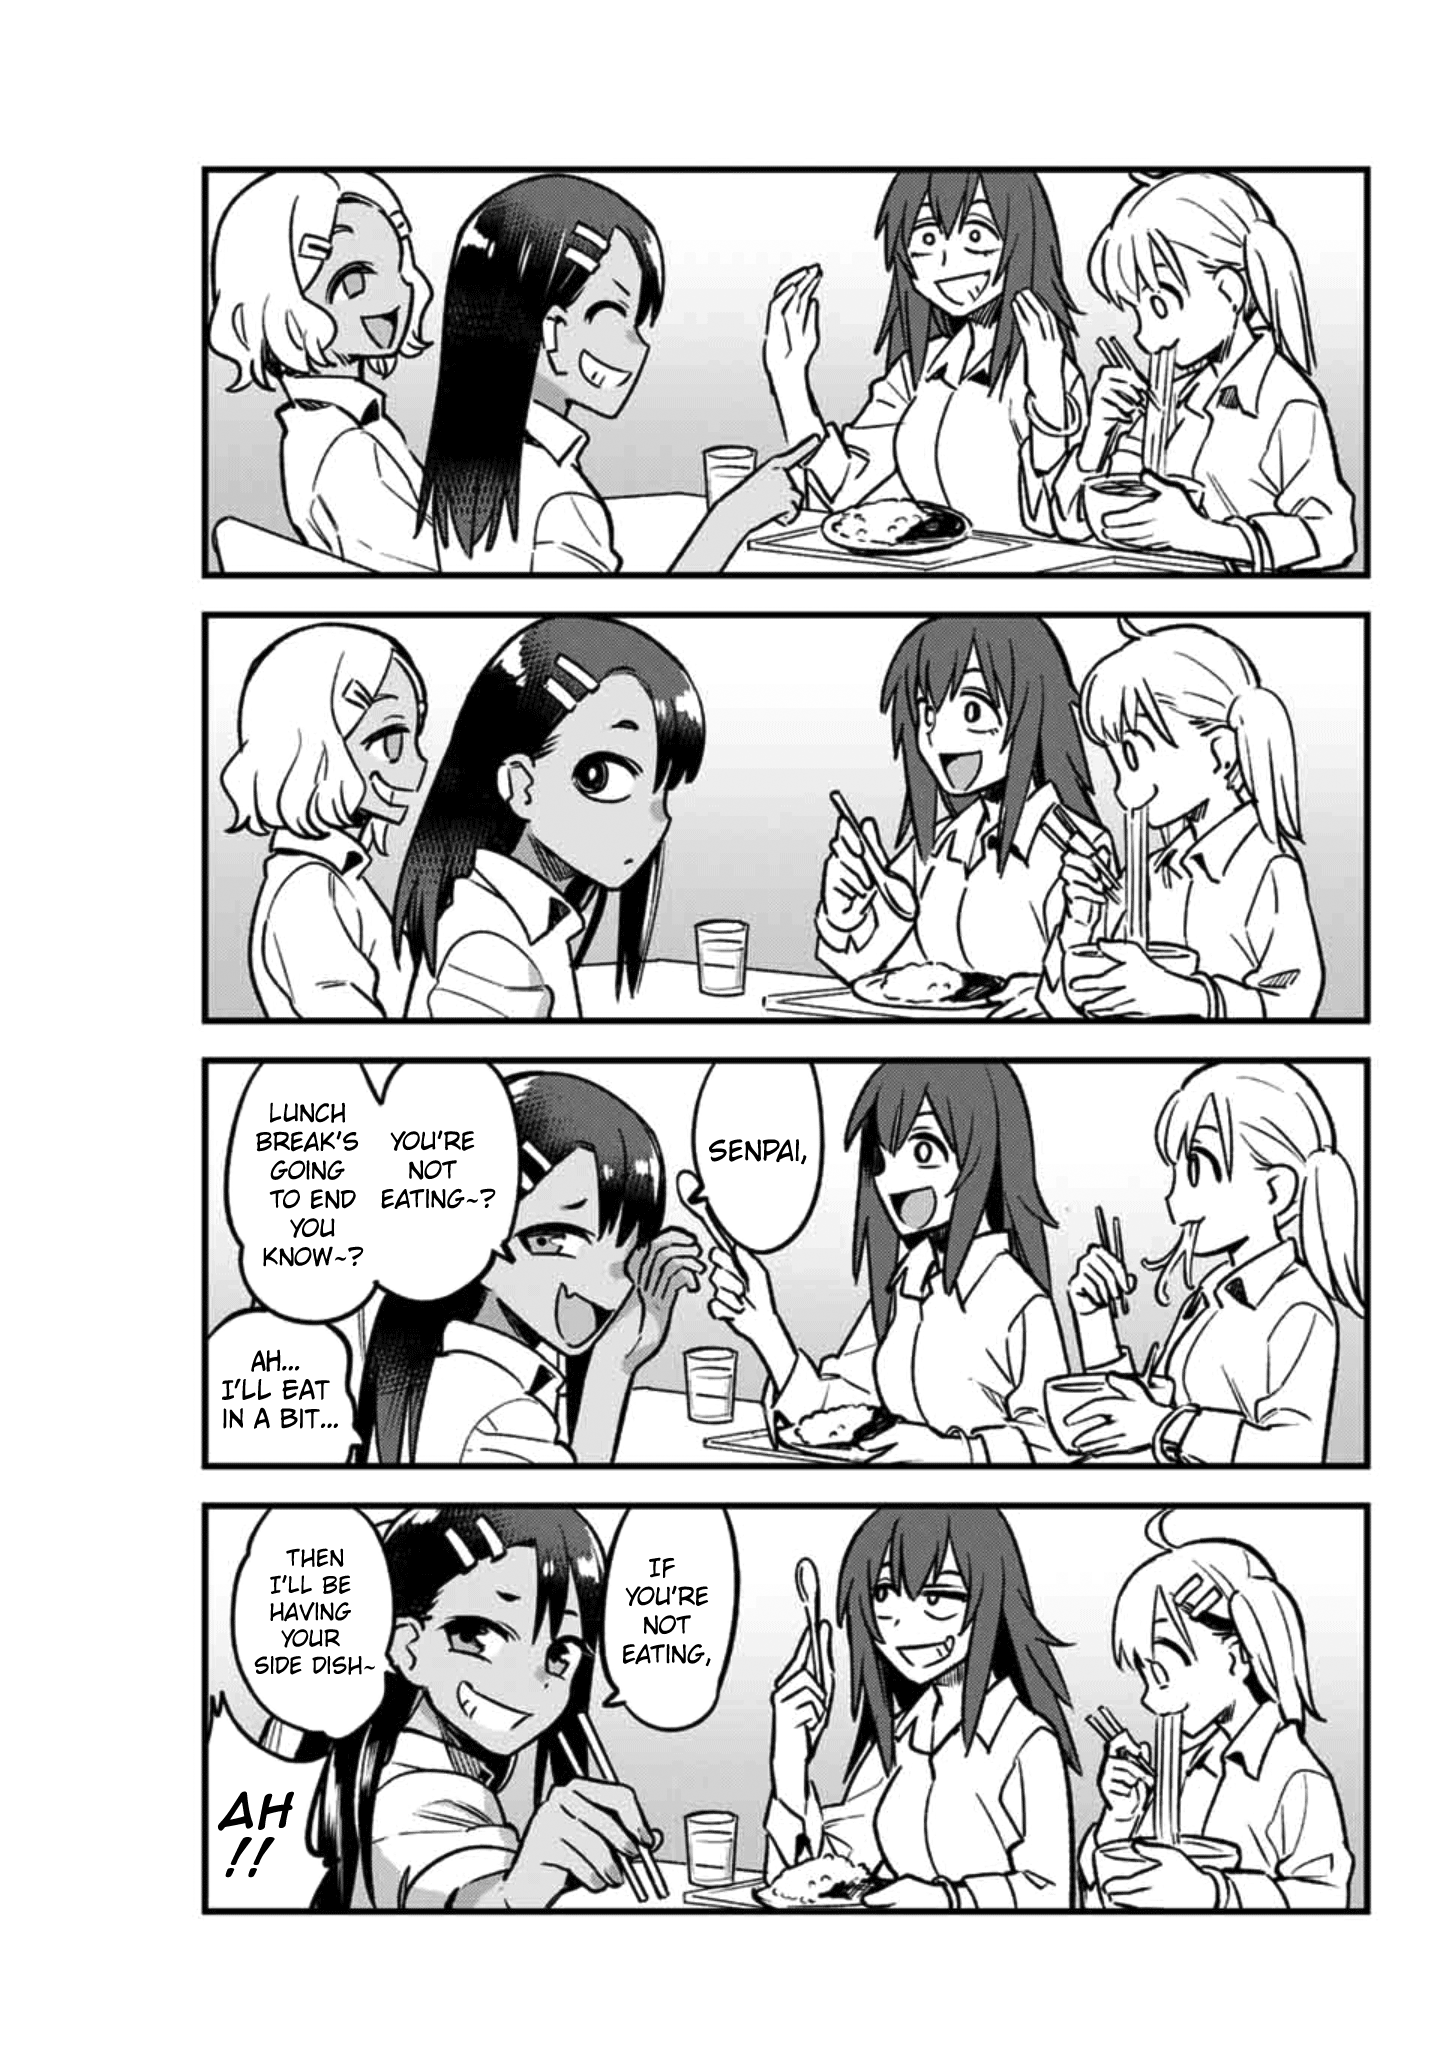 SENPAI,
YOU'RE
NOT
EATING~?
LUNCH
BREAK'S
GOING
TO END
YOU
KNOW~?
AH...
I'LL EAT
IN A BIT...
IF
YOU'RE
NOT
EATING,
THEN
I'LL BE
HAVING
YOUR
SIDE DISH~
AH
!!